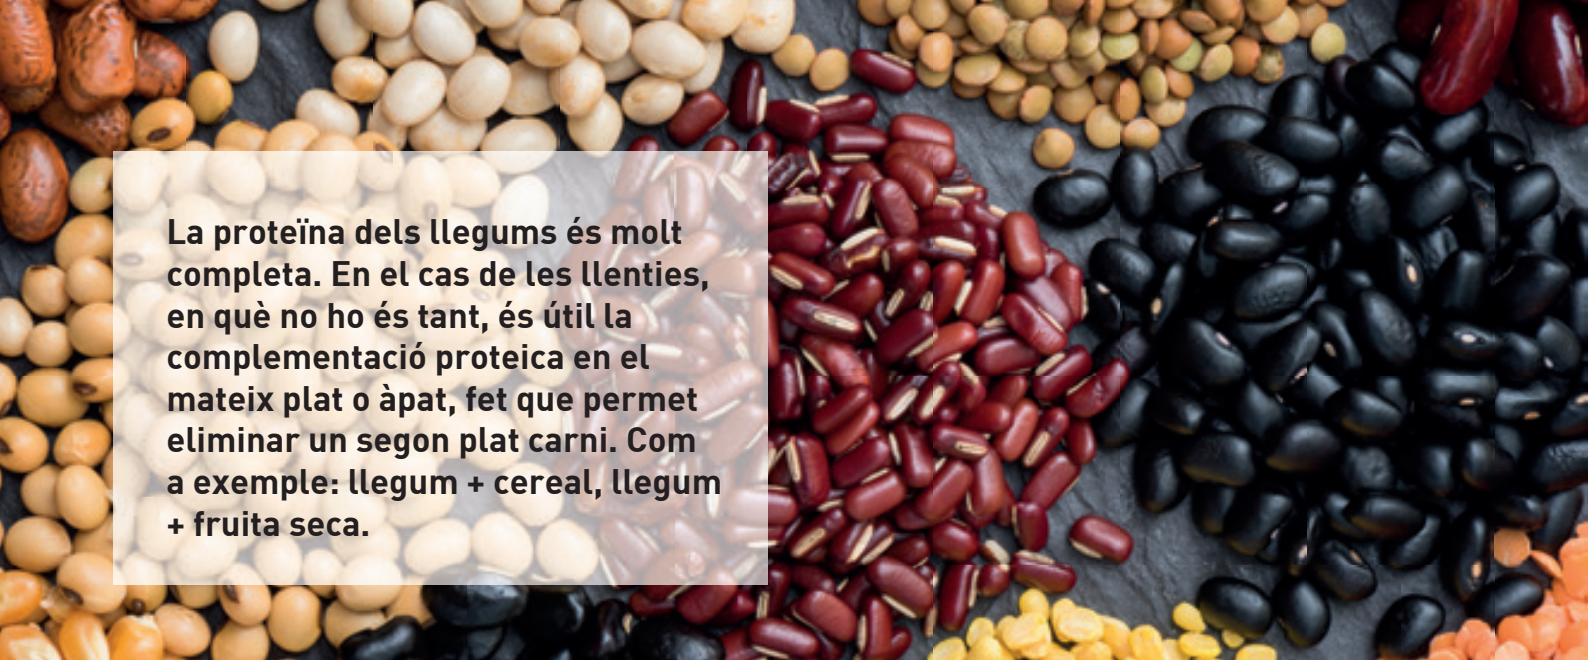 La proteïna dels llegums és molt
completa. En el cas de les llenties,
en què no ho és tant, és útil la
complementació proteica en el
mateix plat o àpat, fet que permet
eliminar un segon plat carni. Com
a exemple: llegum + cereal, llegum
+ fruita seca.